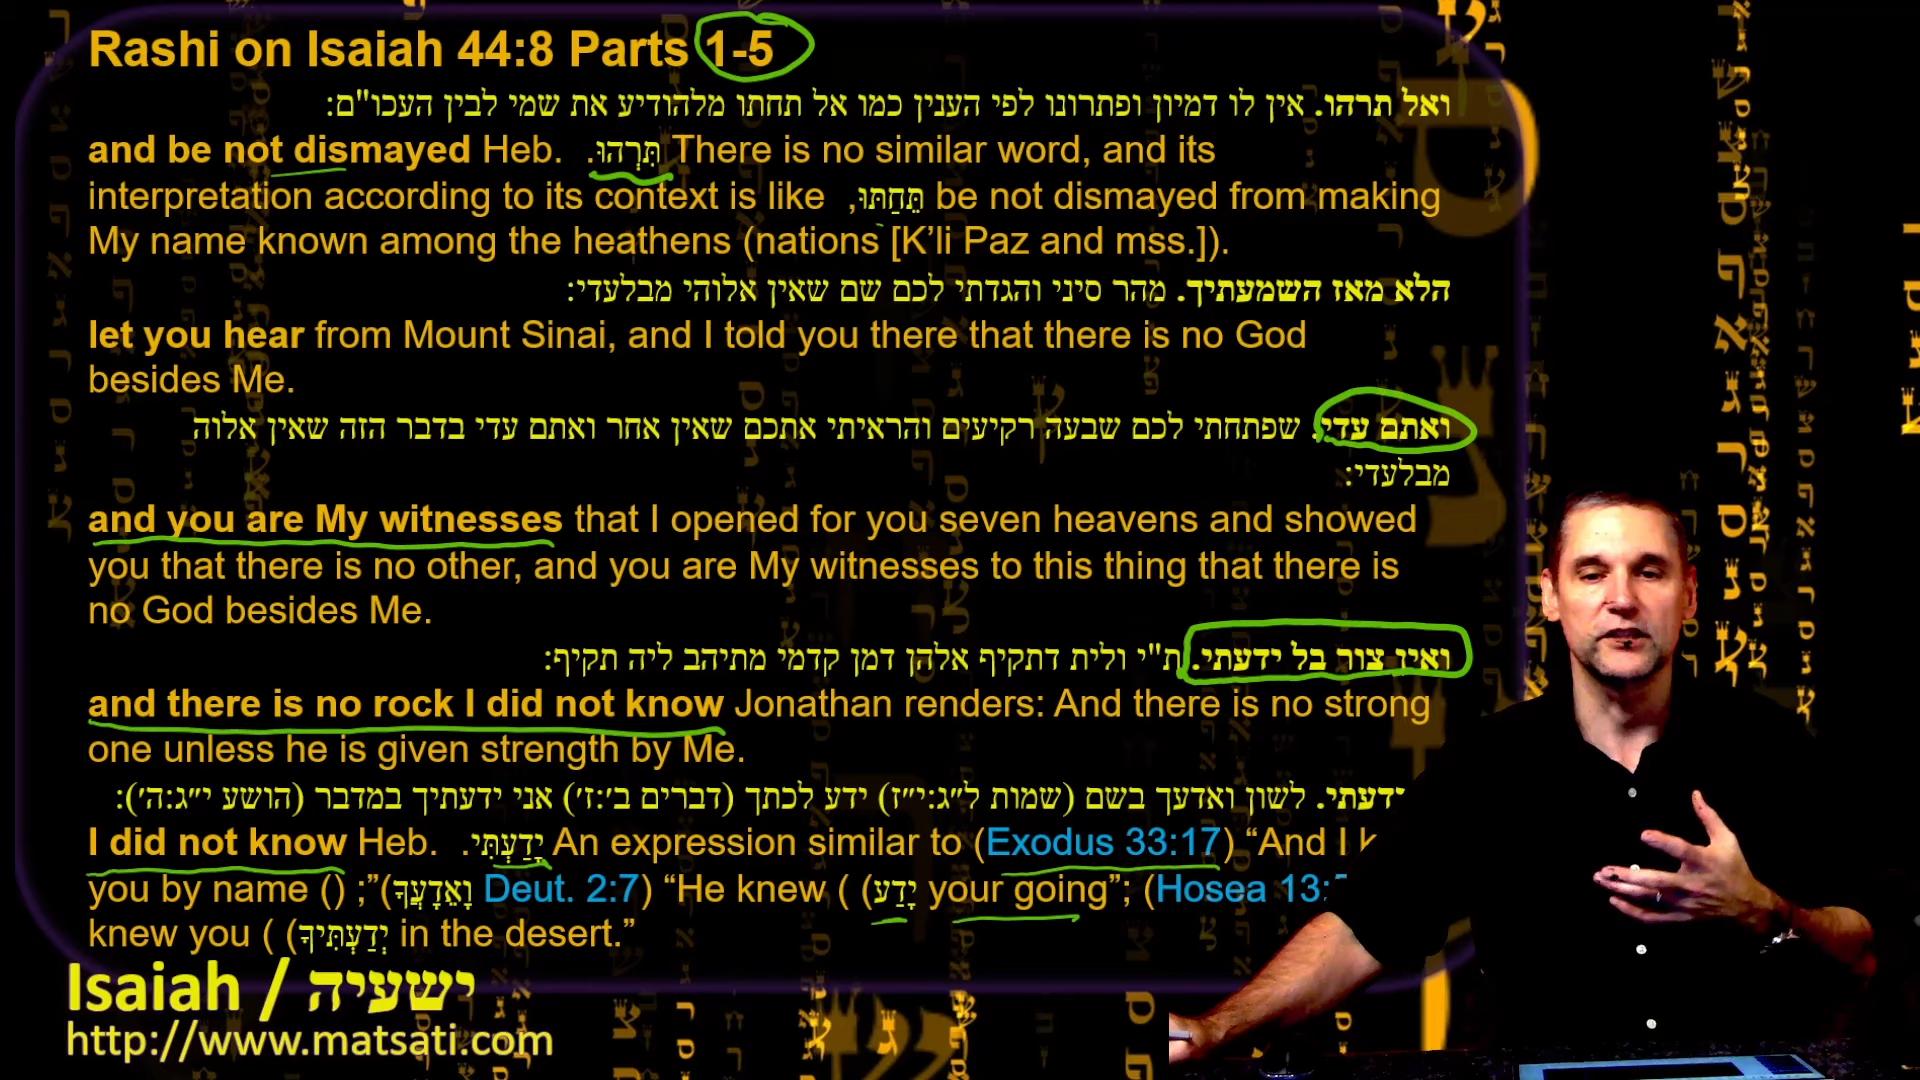 Rashi on Isaiah 44:8 Parts 1-5
ואל תרהו. אין לו דמיון ופתרונו לפי הענין כמו אל תחתו מלהודיע את שמי לבין העכו"ם:
and be not dismayed Heb. תִּרְהוּ. There is no similar word, and its
interpretation according to its context is like תֵּחַתּוּ, be not dismayed from making
My name known among the heathens (nations [K’li Paz and mss.]).
הלא מאז השמעתיך. מהר סיני והגדתי לכם שם שאין אלוהי מבלעדי:
let you hear from Mount Sinai, and I told you there that there is no God
besides Me.
ואתם עדי. שפתחתי לכם שבעה רקיעים והראיתי אתכם שאין אחר ואתם עדי בדבר הזה שאין אלוה
מבלעדי:
and you are My witnesses that I opened for you seven heavens and showed
you that there is no other, and you are My witnesses to this thing that there is
no God besides Me.
ואין צור בל ידעתי. ת"י ולית דתקיף אלהן דמן קדמי מתיהב ליה תקיף:
and there is no rock I did not know Jonathan renders: And there is no strong
one unless he is given strength by Me.
ידעתי. לשון ואדעך בשם (שמות ל״ג:י״ז) ידע לכתך (דברים ב׳:ז׳) אני ידעתיך במדבר (הושע י״ג:ה׳):
I did not know Heb. יָדַעְתִּי. An expression similar to (Exodus 33:17) “And I
you by name () ;”(וָאֵדָעֲךָ Deut. 2:7) “He knew ( (יָדַע your going”; (Hosea 13:
knew you ( (יְדַעְתִּיךָ in the desert.”
Isaiah / ישעיה
http://www.matsati.com